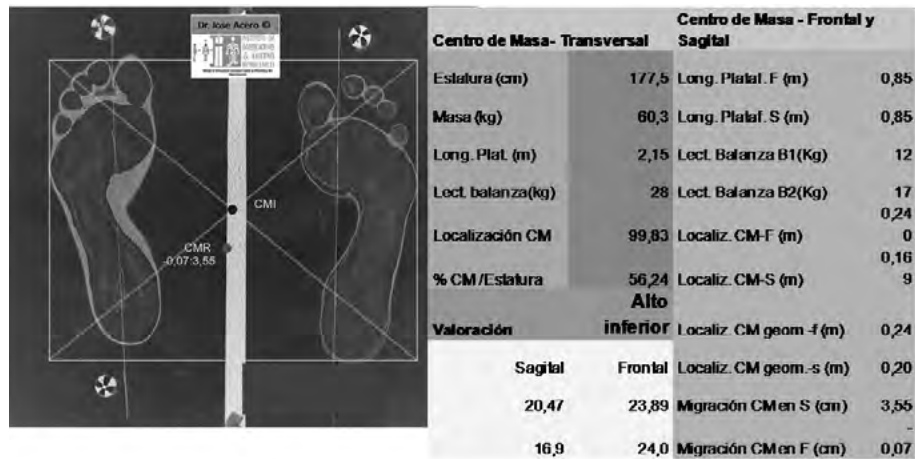 Dr. Jose Acero ©
CMI
CMR
-0,07:3,55
Centro de Masa- Transversal
Centro de Masa - Frontal y
Sagital
Estatura (cm) 177,5 Long. Plataf. F (m) 0,85
Masa (kg) 60,3 Long. Plataf. S (m) 0,85
Long. Plat. (m) 2,15 Lect. Balanza B1(Kg) 12
Lect. balanza(kg) 28 Lect. Balanza B2(Kg) 17
0,24
Localización CM 99,83 Localiz. CM-F (m) 0
0,16
% CM/Estatura 56,24 Localiz. CM-S (m) 9
Alto
Valoración inferior Localiz. CM geom -f (m) 0,24
Sagital Frontal Localiz. CM geom.-s (m) 0,20
20,47 23,89 Migración CM en S (cm) 3,55
-
16,9 24,0 Migración CM en F (cm) 0,07